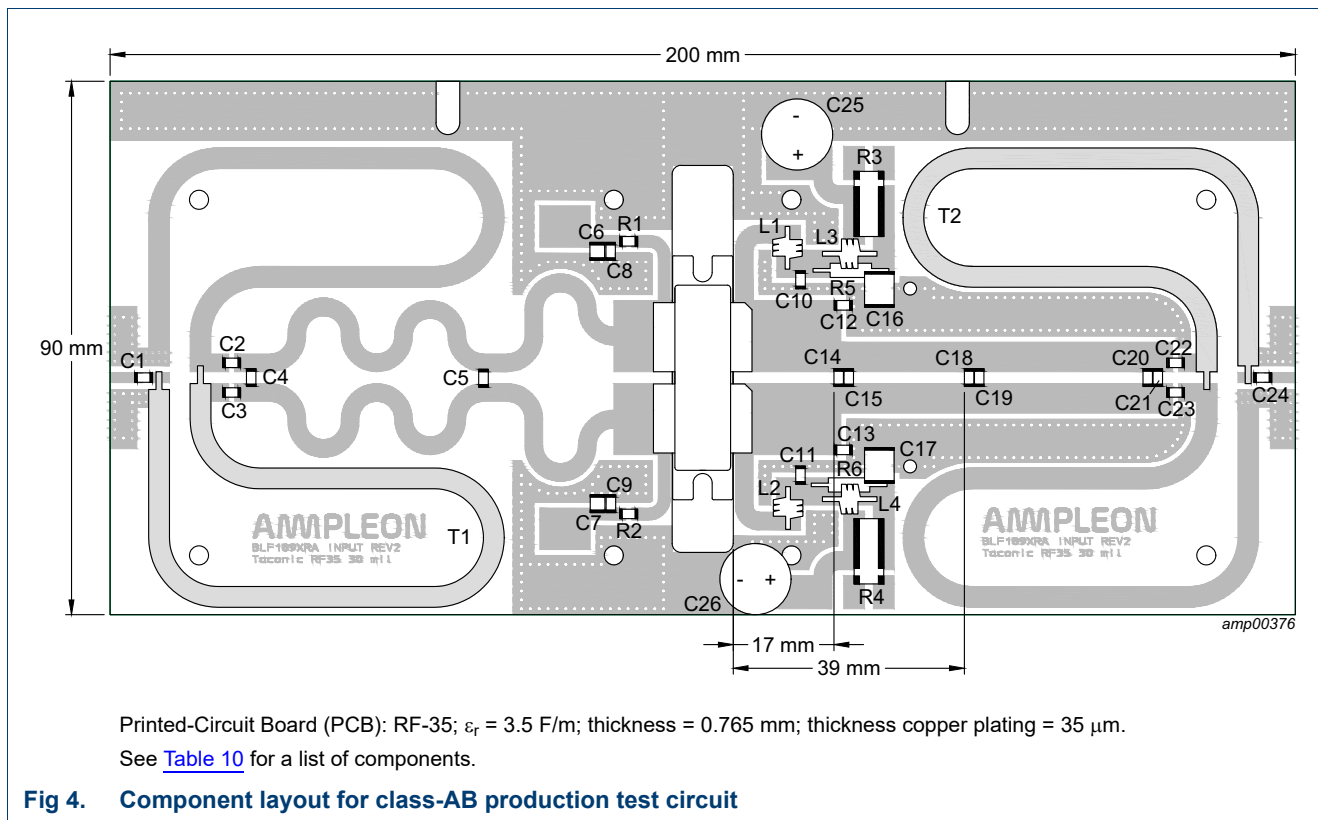 200 mm
90 mm
C25
R3
T2
L1
L3
C6
R1
C8
C10
R5
C12
C16
C1
C2
C4
C3
C5
C14
C15
C18
C19
C20
C21
C22
C23
C24
C13
C17
C11
R6
L2
L4
C9
C7
R2
T1
AMMPLEON
BLF189XRA INPUT REV2
Taconic RF35 30 mil
AMMPLEON
BLF189XRA INPUT REV2
Taconic RF35 30 mil
R4
C26
amp00376
17 mm
39 mm
Printed-Circuit Board (PCB): RF-35; εr = 3.5 F/m; thickness = 0.765 mm; thickness copper plating = 35 μm.
See Table 10 for a list of components.
Fig 4. Component layout for class-AB production test circuit